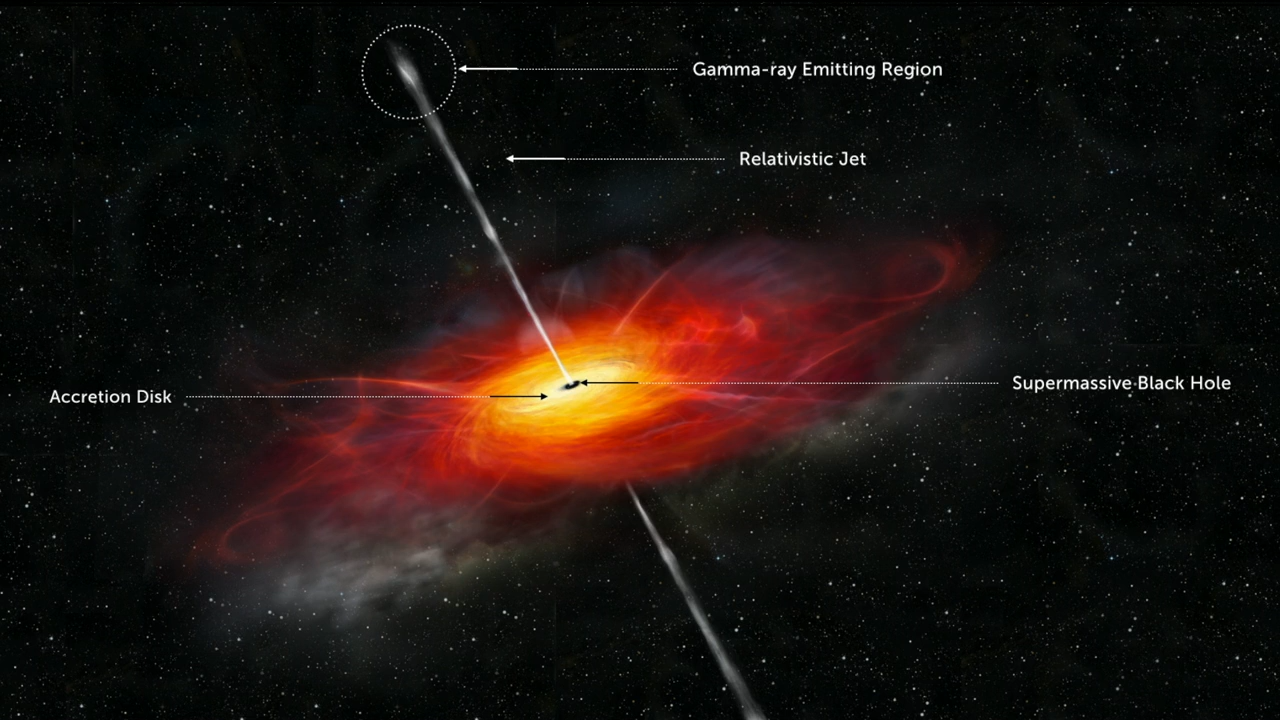 Gamma-ray Emitting Region
Relativistic Jet
Supermassive Black Hole
Accretion Disk